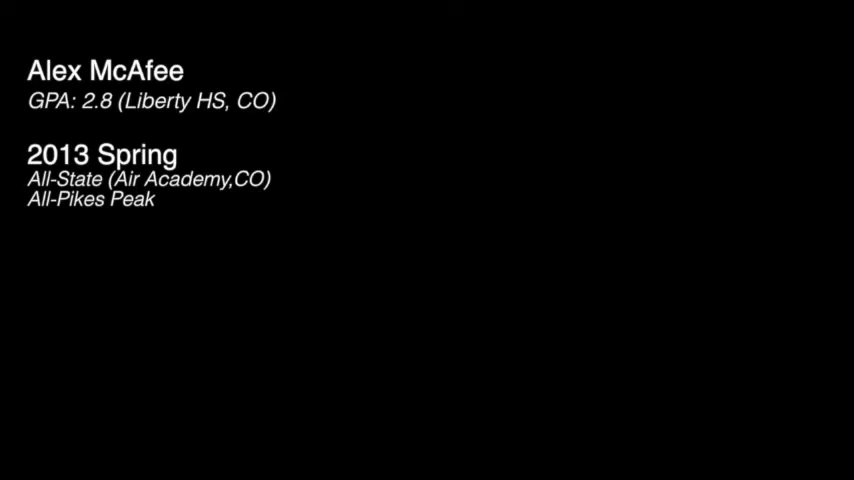 Alex McAfee
GPA: 2.8 (Liberty HS, CO)
2013 Spring
All-State (Air Academy,CO)
All-Pikes Peak